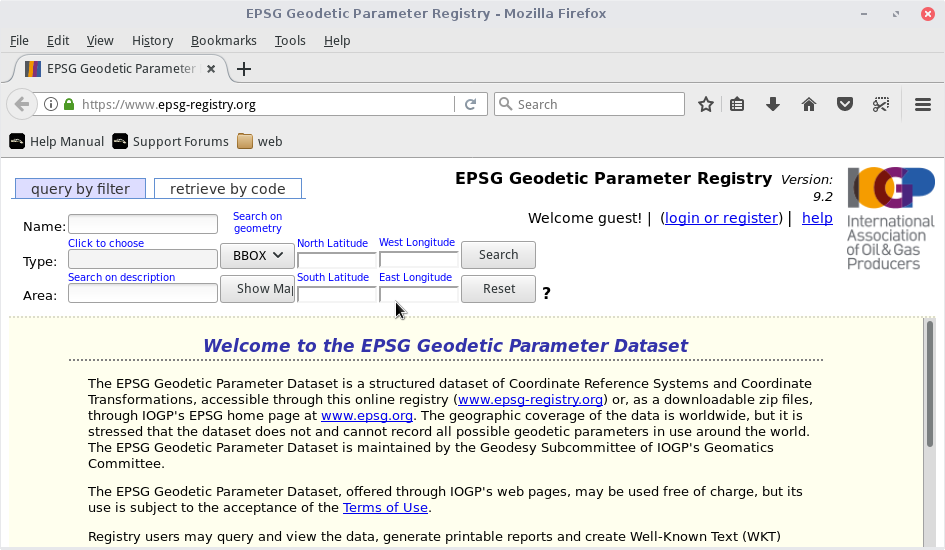 EPSG Geodetic Parameter Registry - Mozilla Firefox
File Edit View History Bookmarks Tools Help
EPSG Geodetic Parameter
https://www.epsg-registry.org Search
Help Manual Support Forums web
query by filter retrieve by code
EPSG Geodetic Parameter Registry Version: 9.2
Welcome guest! | (login or register) | help
IOGP
International
Association
of Oil & Gas
Producers
Name: Search on geometry
Click to choose North Latitude West Longitude
Type: BBOX Search
Search on description South Latitude East Longitude
Area: Show Map Reset ?
Welcome to the EPSG Geodetic Parameter Dataset
The EPSG Geodetic Parameter Dataset is a structured dataset of Coordinate Reference Systems and Coordinate
Transformations, accessible through this online registry (www.epsg-registry.org) or, as a downloadable zip files,
through IOGP's EPSG home page at www.epsg.org. The geographic coverage of the data is worldwide, but it is
stressed that the dataset does not and cannot record all possible geodetic parameters in use around the world.
The EPSG Geodetic Parameter Dataset is maintained by the Geodesy Subcommittee of IOGP's Geomatics
Committee.
The EPSG Geodetic Parameter Dataset, offered through IOGP's web pages, may be used free of charge, but its
use is subject to the acceptance of the Terms of Use.
Registry users may query and view the data, generate printable reports and create Well-Known Text (WKT)